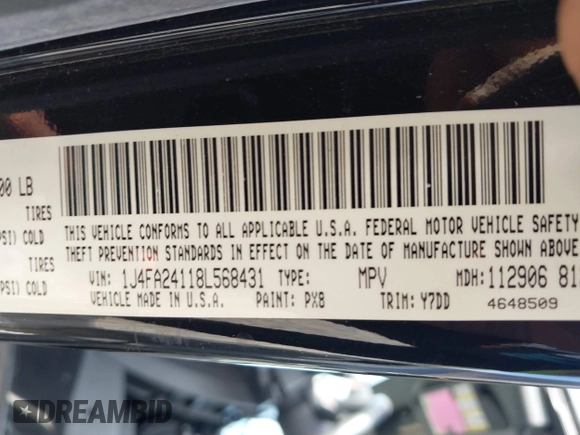 00 LB
TIRES
PSI) COLD
TIRES
PSI) COLD
THIS VEHICLE CONFORMS TO ALL APPLICABLE U.S.A. FEDERAL MOTOR VEHICLE SAFETY
THEFT PREVENTION STANDARDS IN EFFECT ON THE DATE OF MANUFACTURE SHOWN ABOVE
VIN: 1J4FA24118L568431 TYPE: MPV MDH: 112906 81
VEHICLE MADE IN U.S.A. PAINT: PX8 TRIM: Y7DD 4648509
DREAMBID